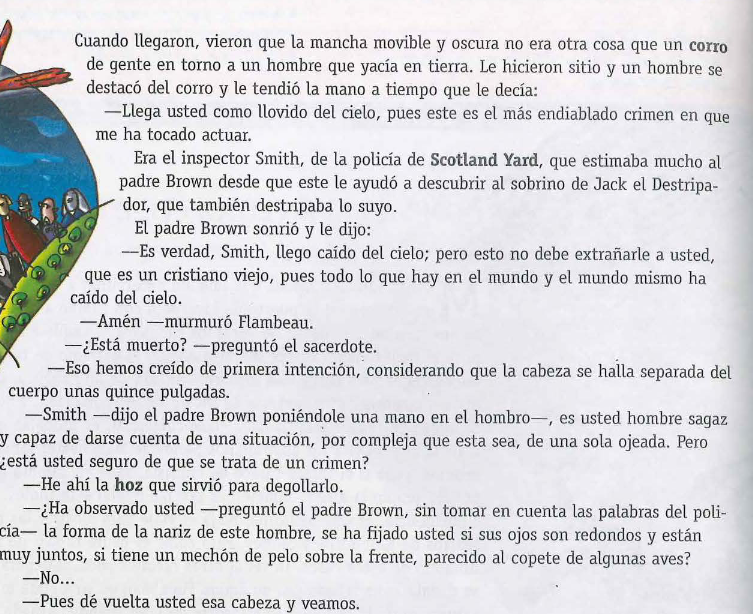 Cuando llegaron, vieron que la mancha movible y oscura no era otra cosa que un corro
de gente en torno a un hombre que yacía en tierra. Le hicieron sitio y un hombre se
destacó del corro y le tendió la mano a tiempo que le decía:
—Llega usted como llovido del cielo, pues este es el más endiablado crimen en que
me ha tocado actuar.
Era el inspector Smith, de la policía de Scotland Yard, que estimaba mucho al
padre Brown desde que este le ayudó a descubrir al sobrino de Jack el Destripa-
dor, que también destripaba lo suyo.
El padre Brown sonrió y le dijo:
—Es verdad, Smith, llego caído del cielo; pero esto no debe extrañarle a usted,
que es un cristiano viejo, pues todo lo que hay en el mundo y el mundo mismo ha
caído del cielo.
—Amén —murmuró Flambeau.
—¿Está muerto? —preguntó el sacerdote.
—Eso hemos creído de primera intención, considerando que la cabeza se halla separada del
cuerpo unas quince pulgadas.
—Smith —dijo el padre Brown poniéndole una mano en el hombro—, es usted hombre sagaz
y capaz de darse cuenta de una situación, por compleja que esta sea, de una sola ojeada. Pero
¿está usted seguro de que se trata de un crimen?
—He ahí la hoz que sirvió para degollarlo.
—¿Ha observado usted —preguntó el padre Brown, sin tomar en cuenta las palabras del poli-
cía— la forma de la nariz de este hombre, se ha fijado usted si sus ojos son redondos y están
muy juntos, si tiene un mechón de pelo sobre la frente, parecido al copete de algunas aves?
—No...
—Pues dé vuelta usted esa cabeza y veamos.